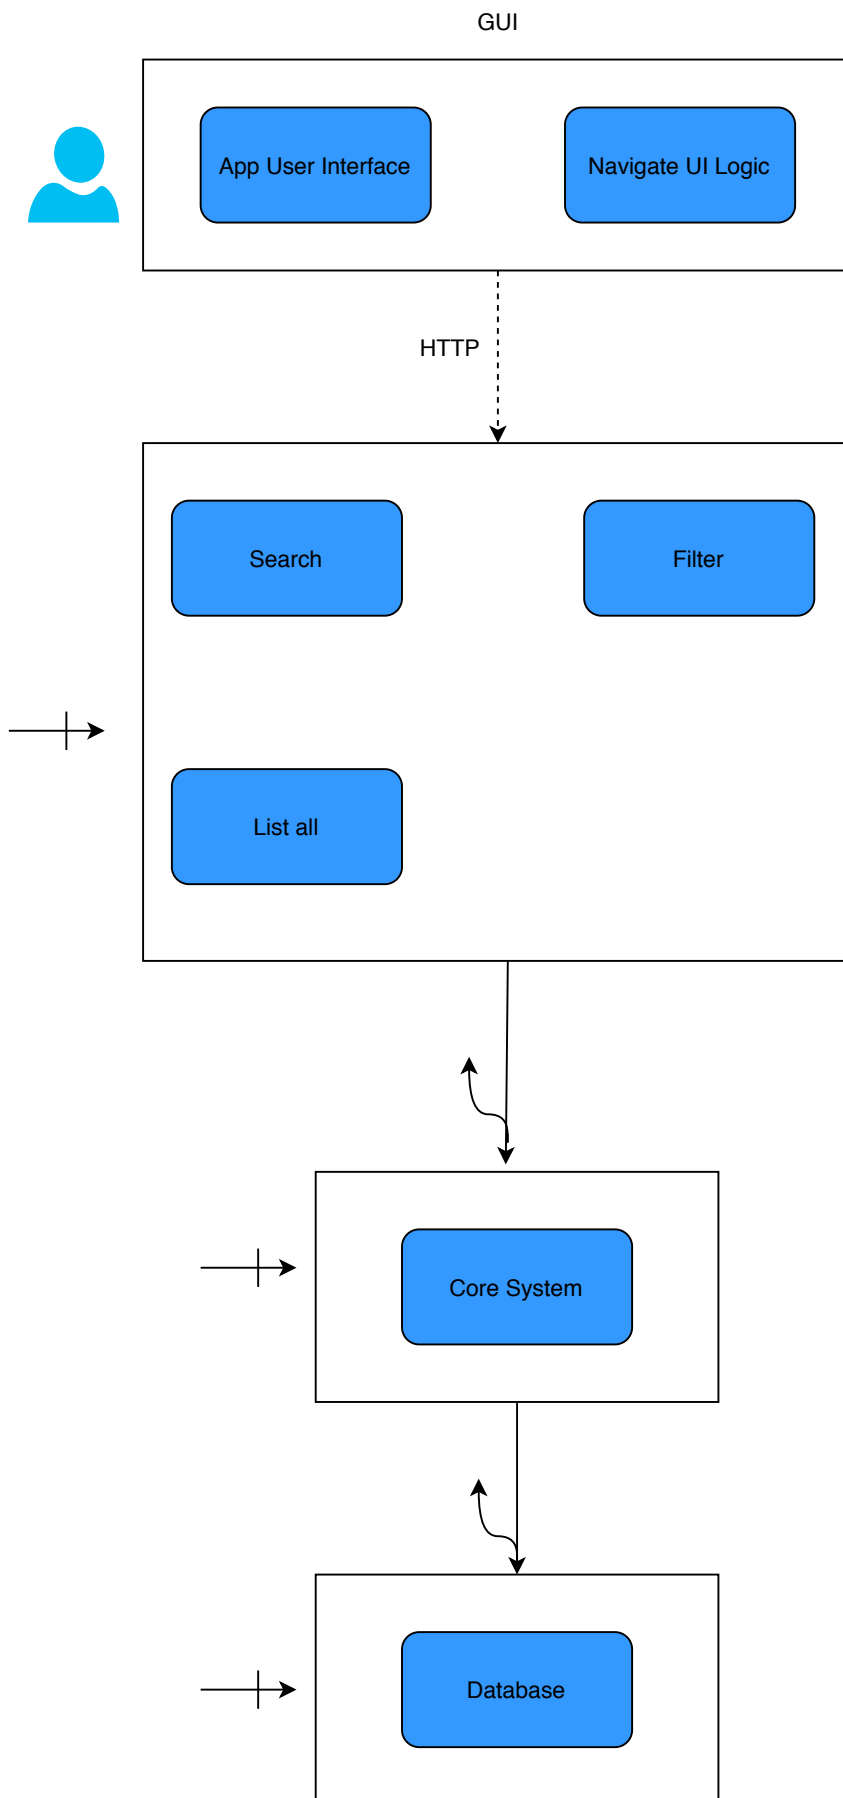 GUI
App User Interface
Navigate UI Logic
HTTP
Search
Filter
List all
Core System
Database